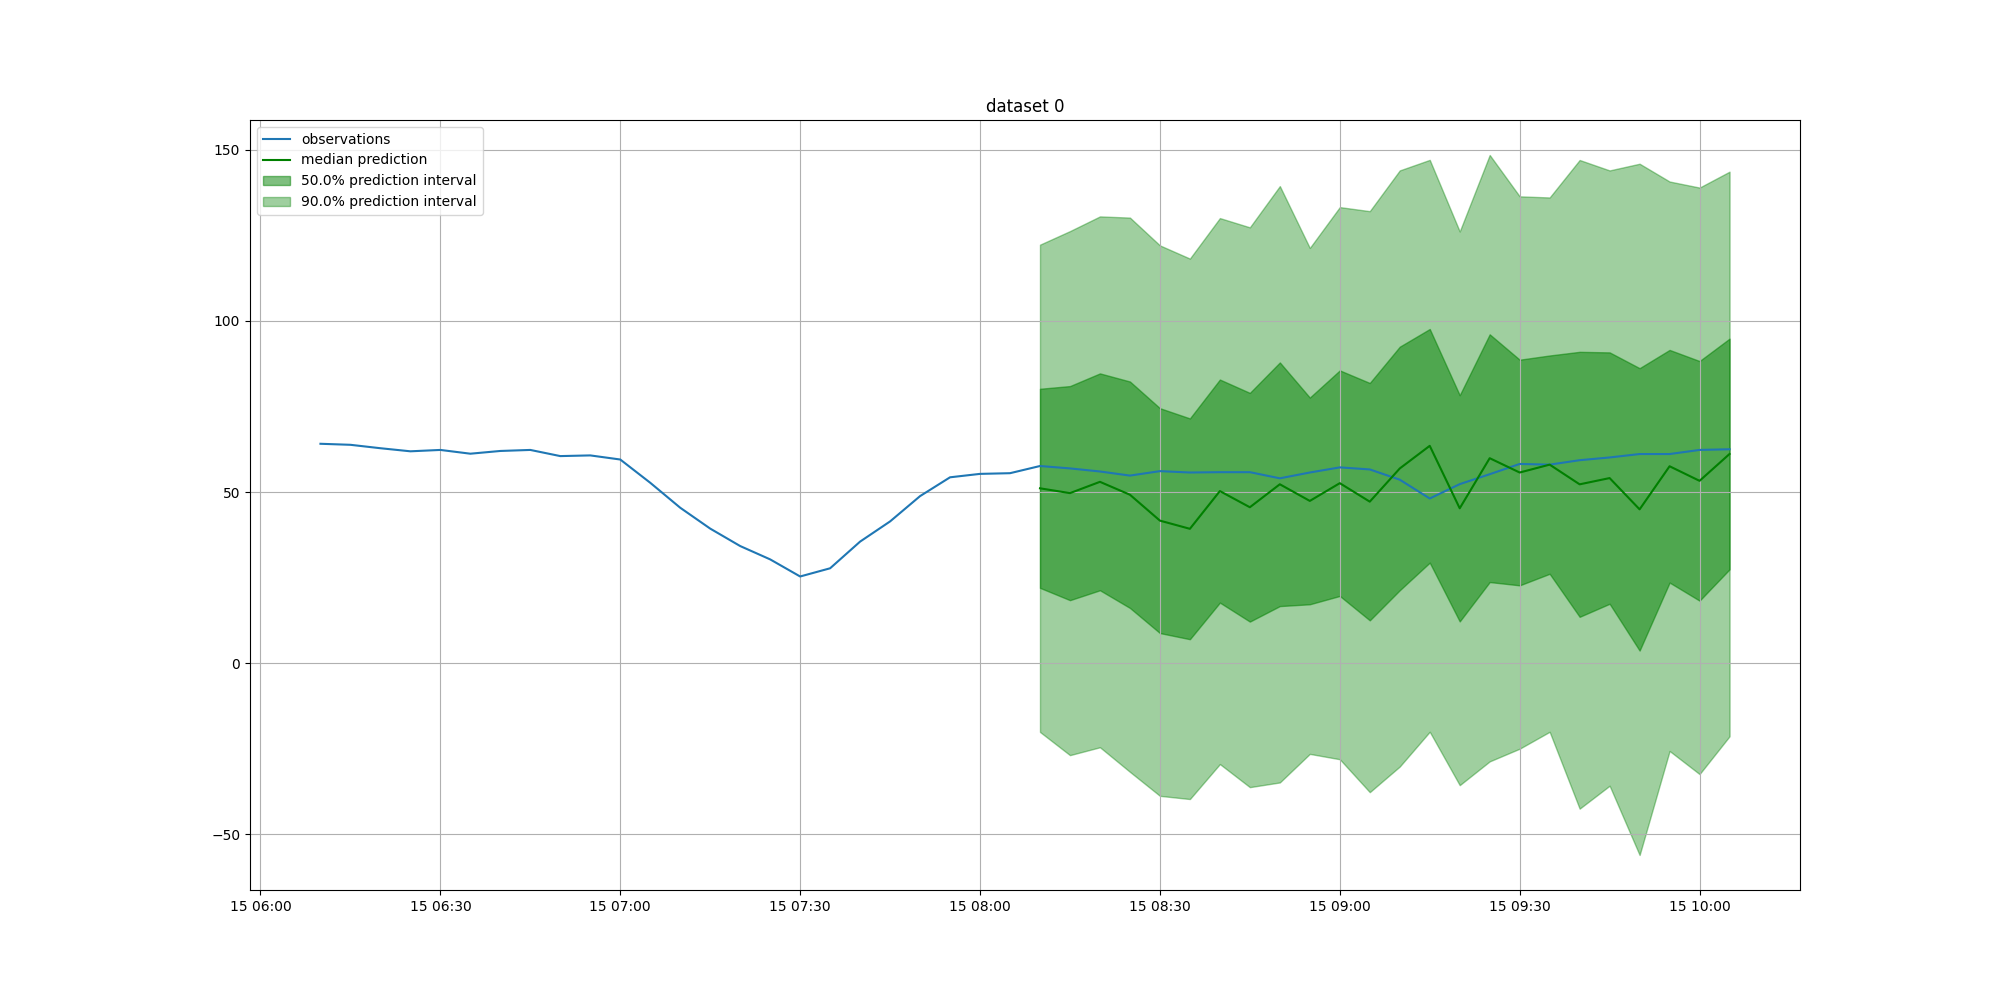 dataset 0
observations
median prediction
50.0% prediction interval
90.0% prediction interval
150
100
50
0
−50
15 06:00 15 06:30 15 07:00 15 07:30 15 08:00 15 08:30 15 09:00 15 09:30 15 10:00